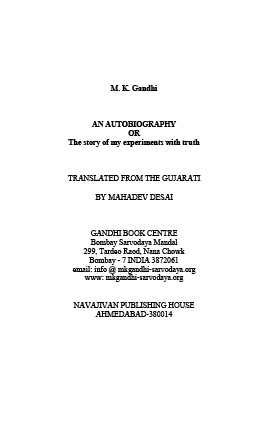 M. K. Gandhi
AN AUTOBIOGRAPHY
OR
The story of my experiments with truth
TRANSLATED FROM THE GUJARATI
BY MAHADEV DESAI
GANDHI BOOK CENTRE
Bombay Sarvodaya Mandal
299, Tardeo Raod, Nana Chowk
Bombay - 7 INDIA 3872061
email: info @ mkgandhi-sarvodaya.org
www: mkgandhi-sarvodaya.org
NAVAJIVAN PUBLISHING HOUSE
AHMEDABAD-380014